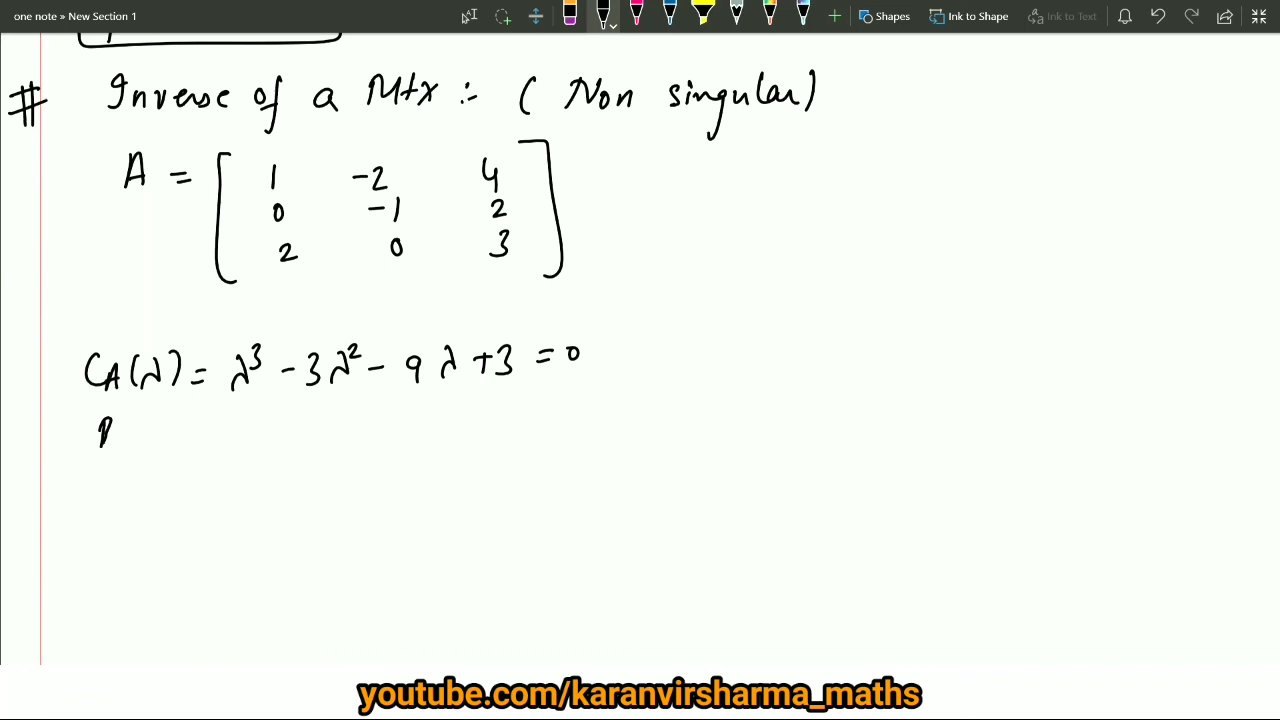 one note » New Section 1
Shapes Ink to Shape Ink to Text
# Inverse of a Mtx :- ( Non singular)
A = [ 1 -2 4
0 -1 2
2 0 3 ]
CA(λ) = λ³ - 3λ² - 9λ + 3 = 0
youtube.com/karanvirsharma_maths